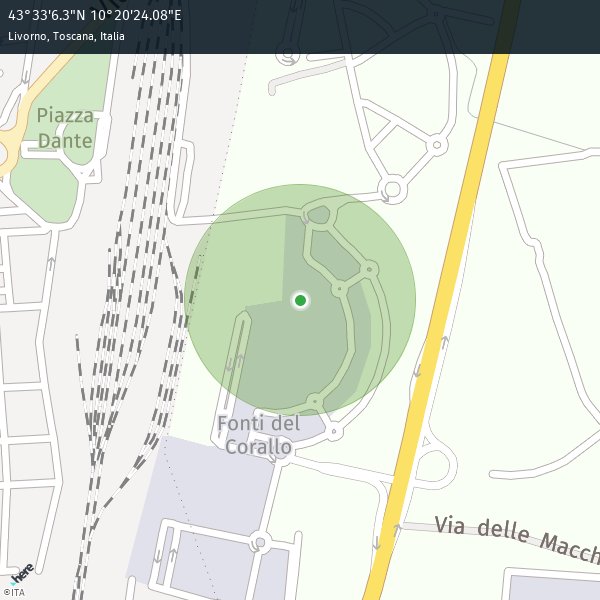 43°33'6.3"N 10°20'24.08"E
Livorno, Toscana, Italia
Piazza
Dante
Fonti del
Corallo
Via delle Macch
here
©ITA